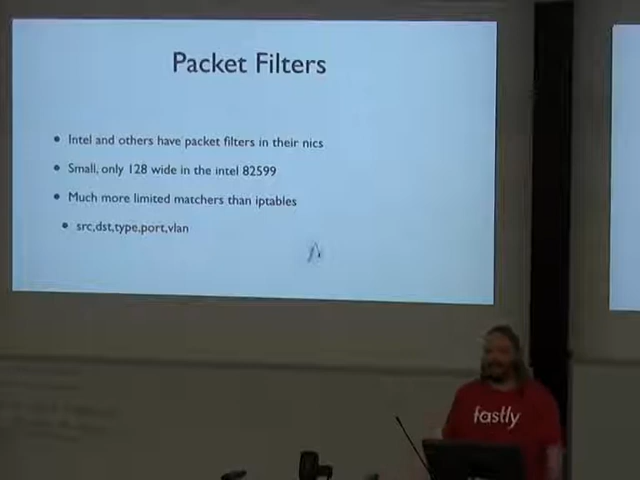 Packet Filters
Intel and others have packet filters in their nics
Small, only 128 wide in the intel 82599
Much more limited matchers than iptables
src,dst,type,port,vlan
fastly